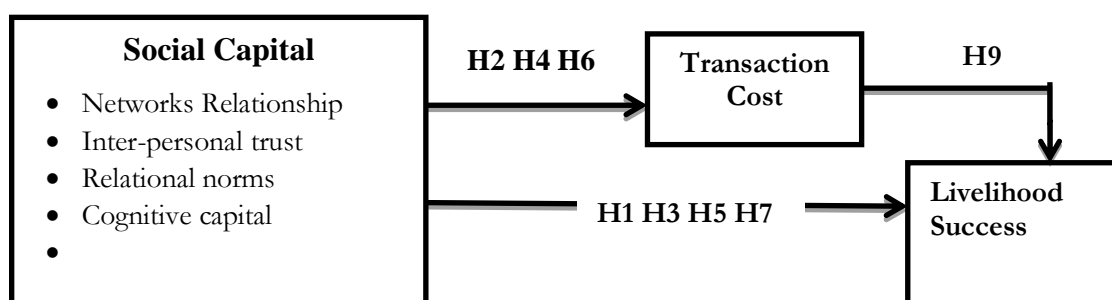 Social Capital
• Networks Relationship
• Inter-personal trust
• Relational norms
• Cognitive capital
•
H2 H4 H6
Transaction
Cost
H9
H1 H3 H5 H7
Livelihood
Success